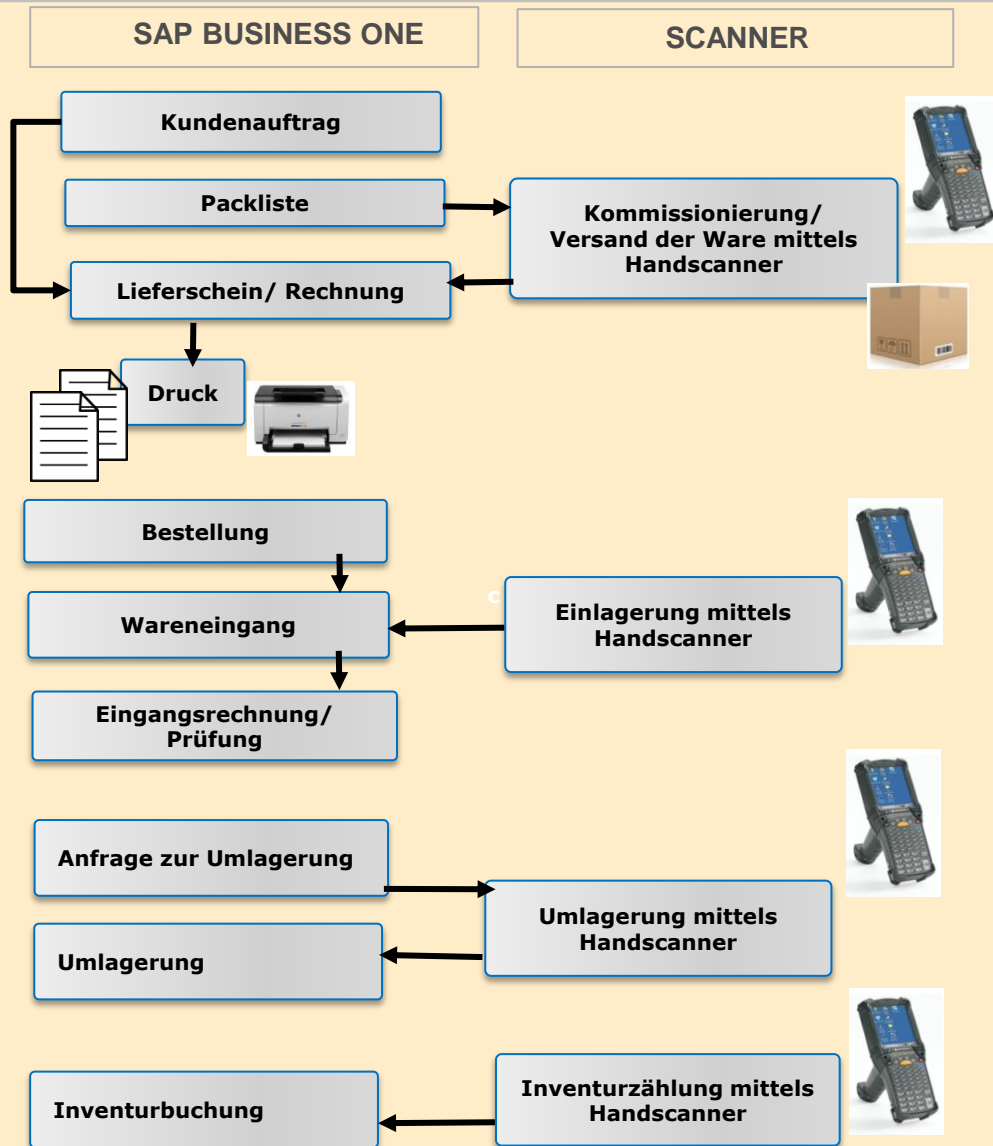 SAP BUSINESS ONE
SCANNER
Kundenauftrag
Packliste
Kommissionierung/
Versand der Ware mittels
Handscanner
Lieferschein/ Rechnung
Druck
Bestellung
Wareneingang
c
Einlagerung mittels
Handscanner
Eingangsrechnung/
Prüfung
Anfrage zur Umlagerung
Umlagerung mittels
Handscanner
Umlagerung
Inventurzählung mittels
Handscanner
Inventurbuchung